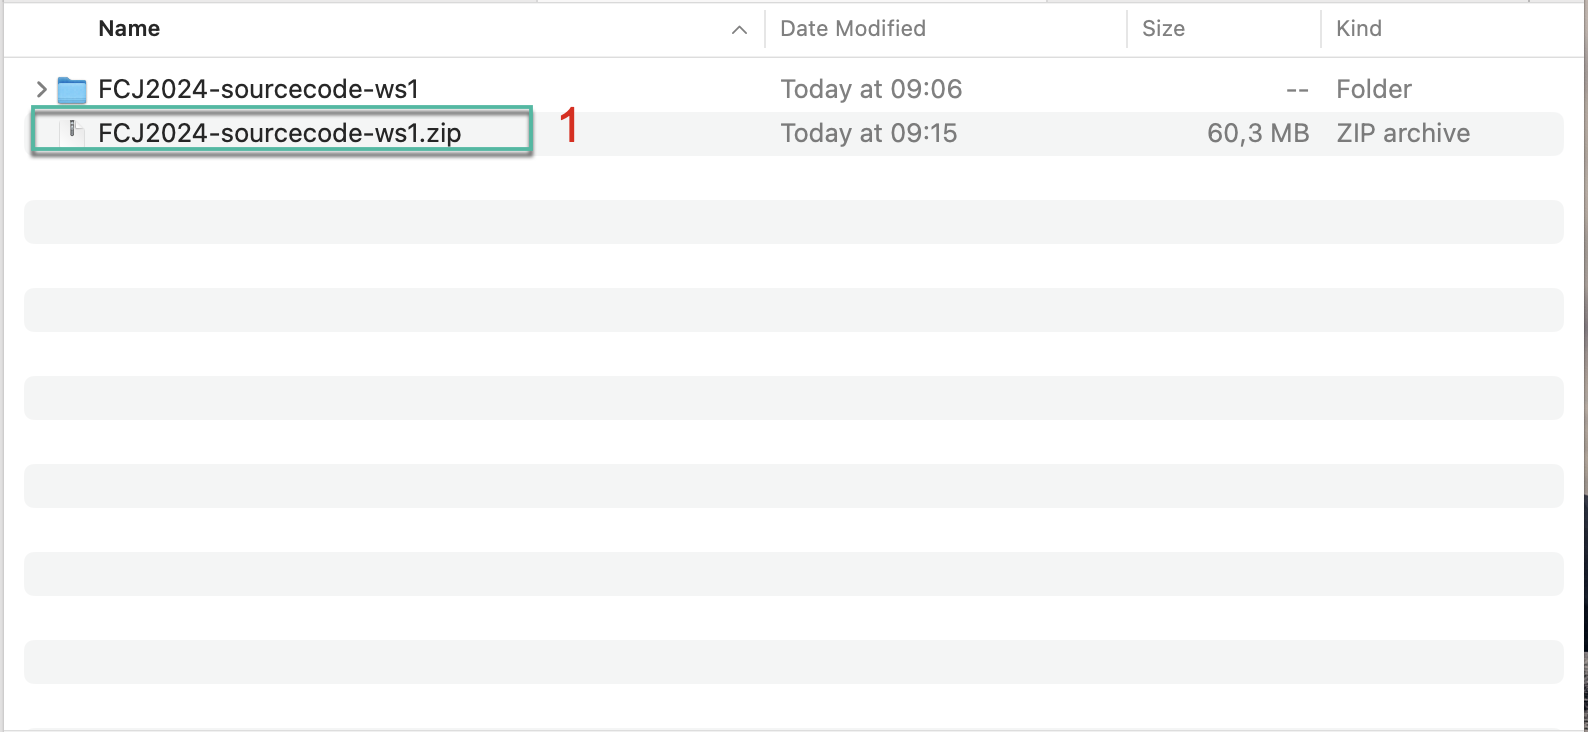 Name Date Modified Size Kind
FCJ2024-sourcecode-ws1 Today at 09:06 -- Folder
FCJ2024-sourcecode-ws1.zip 1 Today at 09:15 60,3 MB ZIP archive